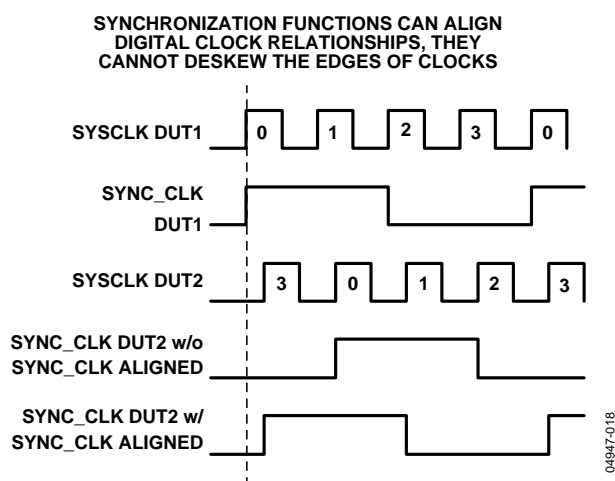 SYNCHRONIZATION FUNCTIONS CAN ALIGN
DIGITAL CLOCK RELATIONSHIPS, THEY
CANNOT DESKEW THE EDGES OF CLOCKS
SYSCLK DUT1
0 1 2 3 0
SYNC_CLK
DUT1
SYSCLK DUT2
3 0 1 2 3
SYNC_CLK DUT2 w/o
SYNC_CLK ALIGNED
SYNC_CLK DUT2 w/
SYNC_CLK ALIGNED
04947-018